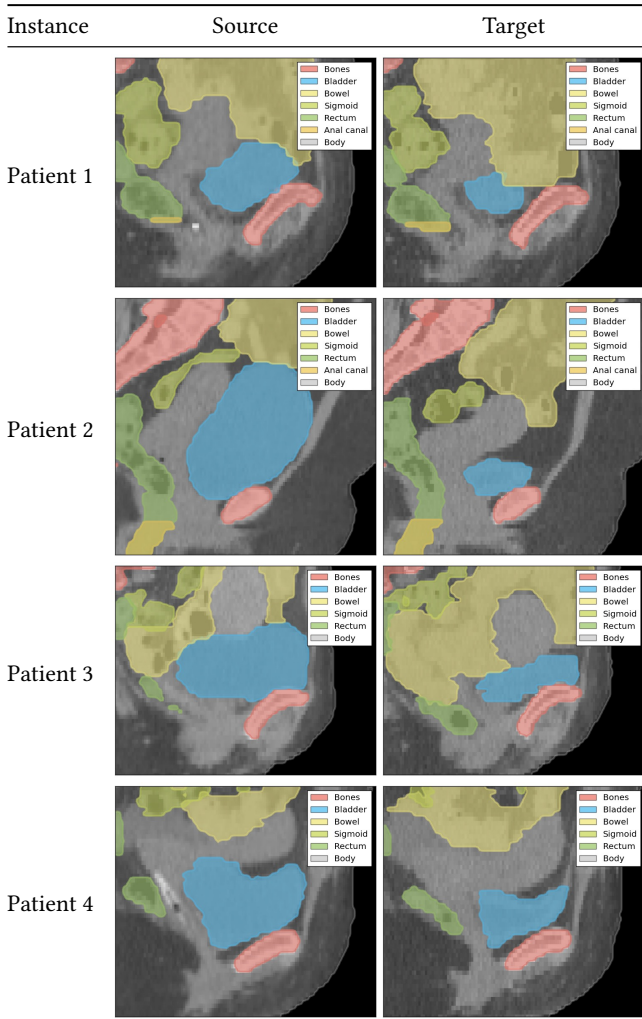 Instance Source Target
Patient 1
Bones
Bladder
Bowel
Sigmoid
Rectum
Anal canal
Body
Bones
Bladder
Bowel
Sigmoid
Rectum
Anal canal
Body
Patient 2
Bones
Bladder
Bowel
Sigmoid
Rectum
Anal canal
Body
Bones
Bladder
Bowel
Sigmoid
Rectum
Anal canal
Body
Patient 3
Bones
Bladder
Bowel
Sigmoid
Rectum
Body
Bones
Bladder
Bowel
Sigmoid
Rectum
Body
Patient 4
Bones
Bladder
Bowel
Sigmoid
Rectum
Body
Bones
Bladder
Bowel
Sigmoid
Rectum
Body